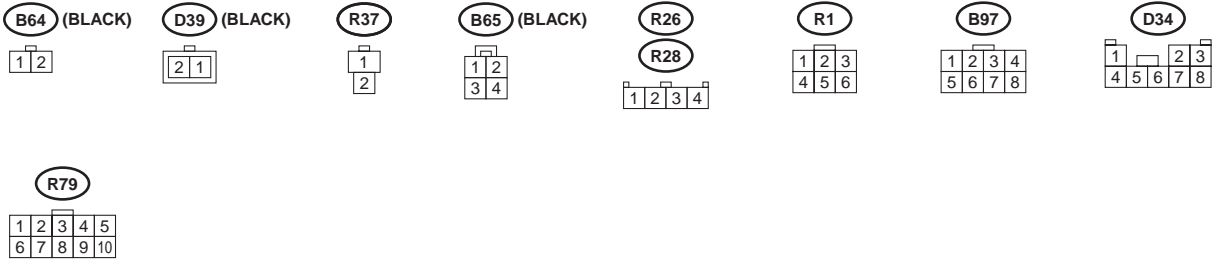 B64 (BLACK) D39 (BLACK) R37 B65 (BLACK) R26 R1 B97 D34
R28
1 2
2 1
1
2
1 2
3 4
1 2 3 4
1 2 3
4 5 6
1 2 3 4
5 6 7 8
1 2 3
4 5 6 7 8
R79
1 2 3 4 5
6 7 8 9 10